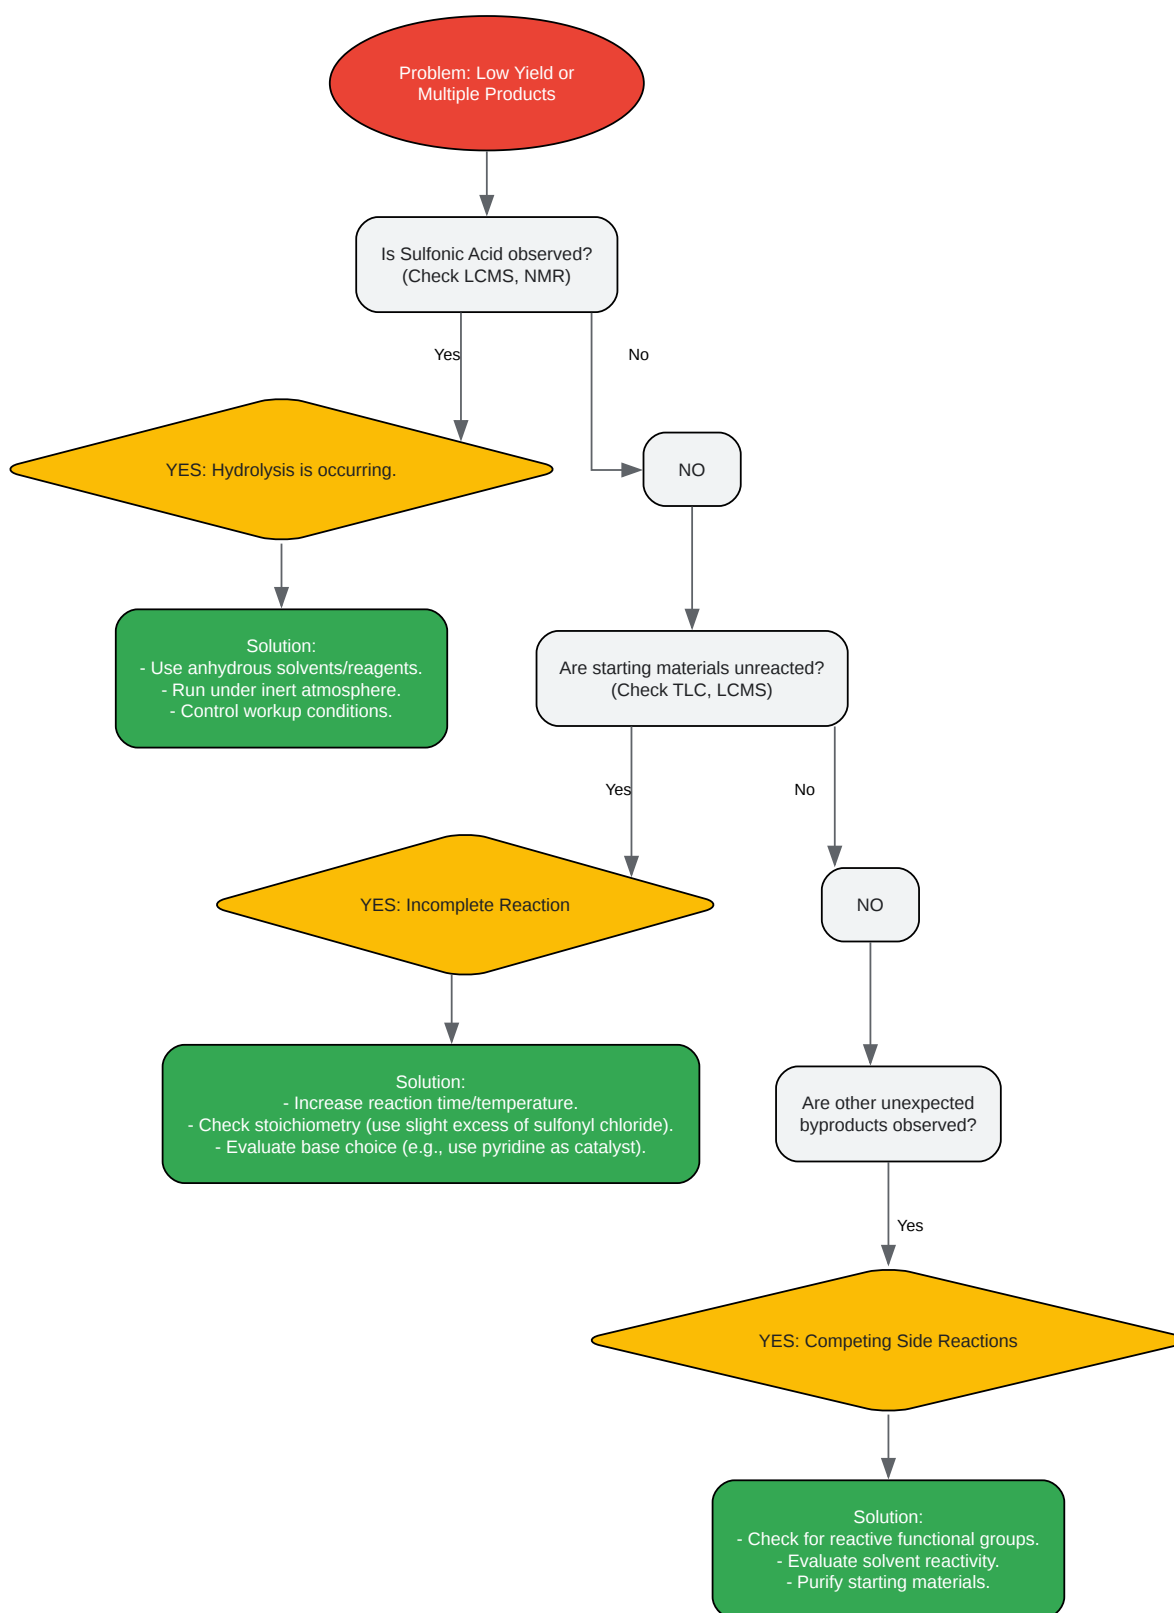 Problem: Low Yield or
Multiple Products
Is Sulfonic Acid observed?
(Check LCMS, NMR)
Yes
No
YES: Hydrolysis is occurring.
NO
Solution:
- Use anhydrous solvents/reagents.
- Run under inert atmosphere.
- Control workup conditions.
Are starting materials unreacted?
(Check TLC, LCMS)
Yes
No
YES: Incomplete Reaction
NO
Solution:
- Increase reaction time/temperature.
- Check stoichiometry (use slight excess of sulfonyl chloride).
- Evaluate base choice (e.g., use pyridine as catalyst).
Are other unexpected
byproducts observed?
Yes
YES: Competing Side Reactions
Solution:
- Check for reactive functional groups.
- Evaluate solvent reactivity.
- Purify starting materials.